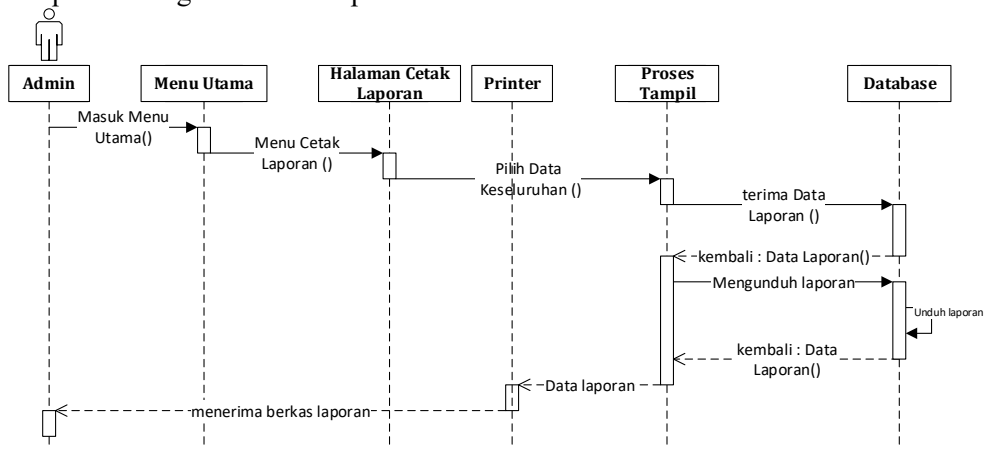 Admin
Menu Utama
Halaman Cetak
Laporan
Printer
Proses
Tampil
Database
Masuk Menu
Utama()
Menu Cetak
Laporan ()
Pilih Data
Keseluruhan ()
terima Data
Laporan ()
kembali : Data Laporan()
Mengunduh laporan
Unduh laporan
kembali : Data
Laporan()
Data laporan
menerima berkas laporan